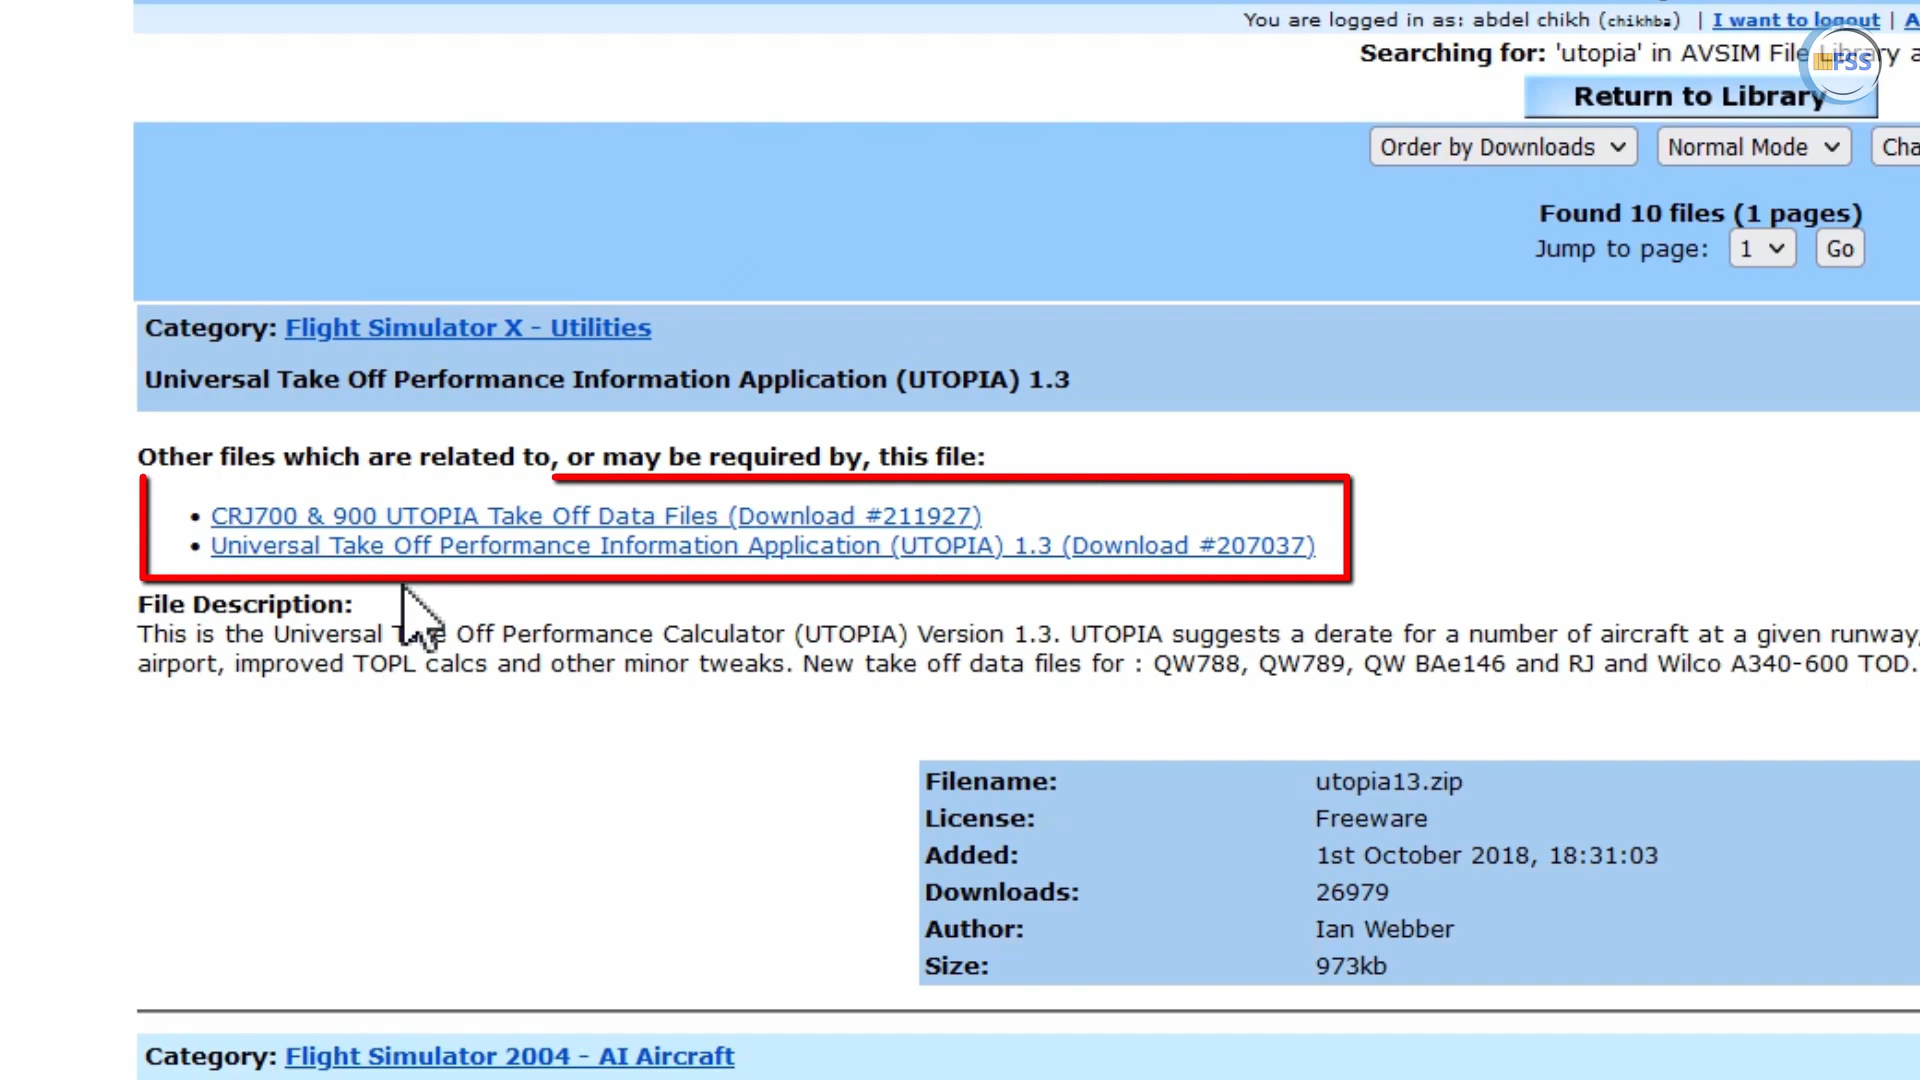 You are logged in as: abdel chikh (chikhba) | I want to logout | A
Searching for: 'utopia' in AVSIM File Library a
FSS
Return to Library
Order by Downloads Normal Mode Cha
Found 10 files (1 pages)
Jump to page: 1 Go
Category: Flight Simulator X - Utilities
Universal Take Off Performance Information Application (UTOPIA) 1.3
Other files which are related to, or may be required by, this file:
• CRJ700 & 900 UTOPIA Take Off Data Files (Download #211927)
• Universal Take Off Performance Information Application (UTOPIA) 1.3 (Download #207037)
File Description:
This is the Universal Take Off Performance Calculator (UTOPIA) Version 1.3. UTOPIA suggests a derate for a number of aircraft at a given runway,
airport, improved TOPL calcs and other minor tweaks. New take off data files for : QW788, QW789, QW BAe146 and RJ and Wilco A340-600 TOD.
Filename: utopia13.zip
License: Freeware
Added: 1st October 2018, 18:31:03
Downloads: 26979
Author: Ian Webber
Size: 973kb
Category: Flight Simulator 2004 - AI Aircraft